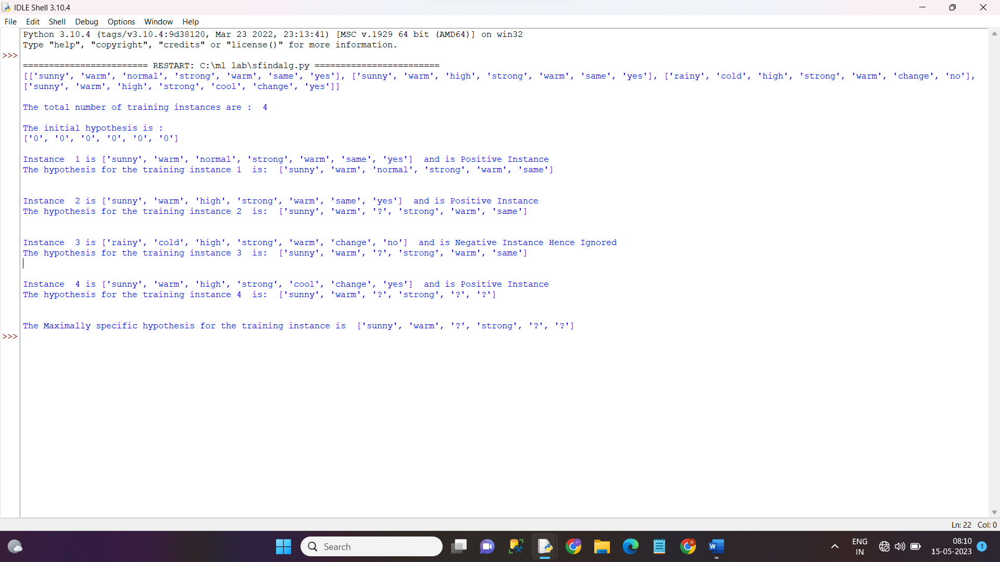 IDLE Shell 3.10.4
File Edit Shell Debug Options Window Help
Python 3.10.4 (tags/v3.10.4:9d38120, Mar 23 2022, 23:13:41) [MSC v.1929 64 bit (AMD64)] on win32
Type "help", "copyright", "credits" or "license()" for more information.
>>>
======================== RESTART: C:\ml lab\sfindalg.py ========================
[['sunny', 'warm', 'normal', 'strong', 'warm', 'same', 'yes'], ['sunny', 'warm', 'high', 'strong', 'warm', 'same', 'yes'], ['rainy', 'cold', 'high', 'strong', 'warm', 'change', 'no'],
['sunny', 'warm', 'high', 'strong', 'cool', 'change', 'yes']]
The total number of training instances are :  4
The initial hypothesis is :
['0', '0', '0', '0', '0', '0']
Instance  1 is ['sunny', 'warm', 'normal', 'strong', 'warm', 'same', 'yes']  and is Positive Instance
The hypothesis for the training instance 1  is:  ['sunny', 'warm', 'normal', 'strong', 'warm', 'same']
Instance  2 is ['sunny', 'warm', 'high', 'strong', 'warm', 'same', 'yes']  and is Positive Instance
The hypothesis for the training instance 2  is:  ['sunny', 'warm', '?', 'strong', 'warm', 'same']
Instance  3 is ['rainy', 'cold', 'high', 'strong', 'warm', 'change', 'no']  and is Negative Instance Hence Ignored
The hypothesis for the training instance 3  is:  ['sunny', 'warm', '?', 'strong', 'warm', 'same']
Instance  4 is ['sunny', 'warm', 'high', 'strong', 'cool', 'change', 'yes']  and is Positive Instance
The hypothesis for the training instance 4  is:  ['sunny', 'warm', '?', 'strong', '?', '?']
The Maximally specific hypothesis for the training instance is  ['sunny', 'warm', '?', 'strong', '?', '?']
>>>
Ln: 22 Col: 0
Search
ENG
IN
08:10
15-05-2023
1